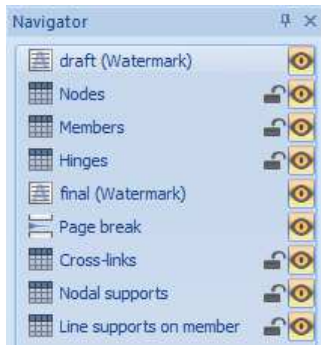 Navigator
draft (Watermark)
Nodes
Members
Hinges
final (Watermark)
Page break
Cross-links
Nodal supports
Line supports on member